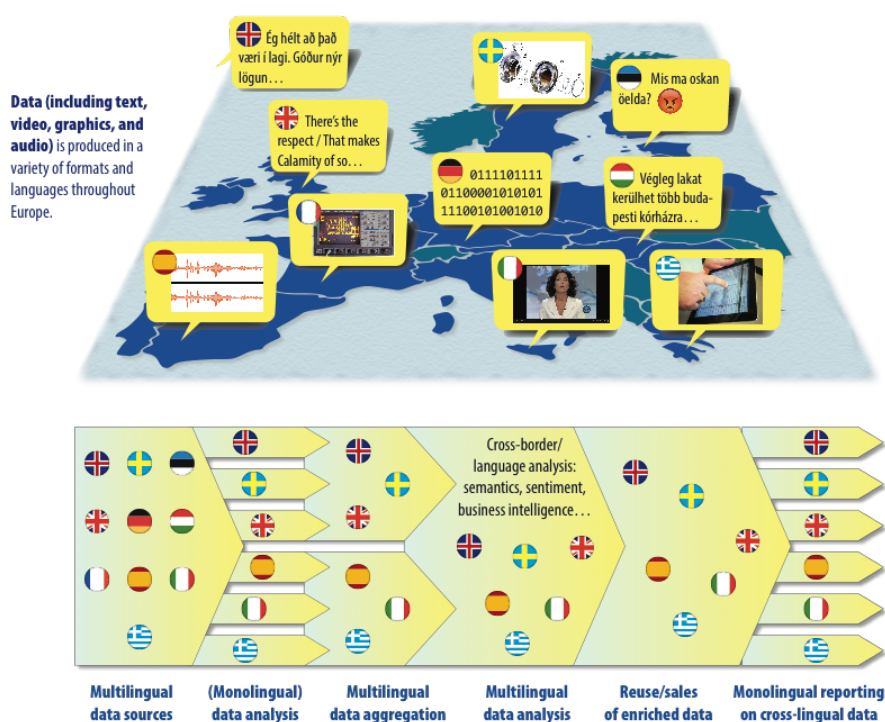 Ég hélt að það
væri í lagi. Góður nýr
lögun…
Mis ma oskan
öelda?
Data (including text,
video, graphics, and
audio) is produced in a
variety of formats and
languages throughout
Europe.
There's the
respect / That makes
Calamity of so…
0111101111
01100001010101
11100101001010
Végleg lakat
kerülhet több buda-
pesti kórházra…
Cross-border/
language analysis:
semantics, sentiment,
business intelligence…
Multilingual
data sources
(Monolingual)
data analysis
Multilingual
data aggregation
Multilingual
data analysis
Reuse/sales
of enriched data
Monolingual reporting
on cross-lingual data